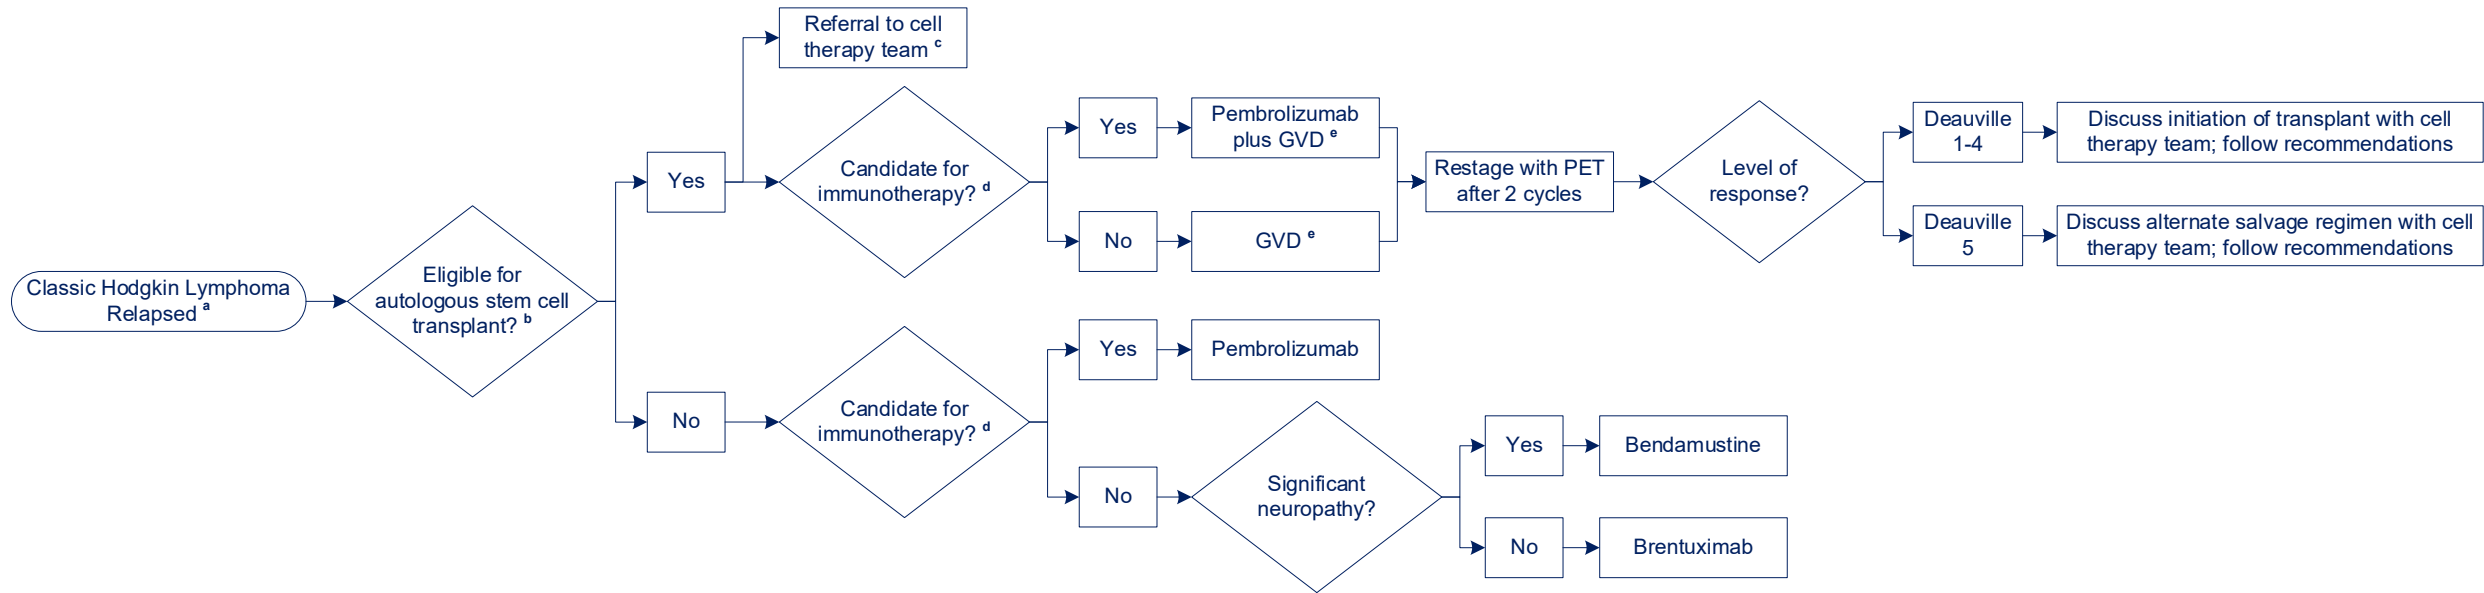 Classic Hodgkin Lymphoma
Relapsed a
Eligible for
autologous stem cell
transplant? b
Yes
Referral to cell
therapy team c
Candidate for
immunotherapy? d
Yes
Pembrolizumab
plus GVD e
No
GVD e
Restage with PET
after 2 cycles
Level of
response?
Deauville
1-4
Discuss initiation of transplant with cell
therapy team; follow recommendations
Deauville
5
Discuss alternate salvage regimen with cell
therapy team; follow recommendations
No
Candidate for
immunotherapy? d
Yes
Pembrolizumab
No
Significant
neuropathy?
Yes
Bendamustine
No
Brentuximab